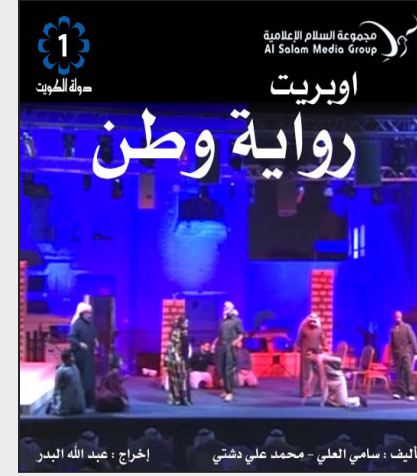 مجموعة السلام الإعلامية
Al Salam Media Group
1
دولة الكويت
اوبريت
رواية وطن
أليف : سامي العلي - محمد علي دشتي
إخراج : عبد الله البدر